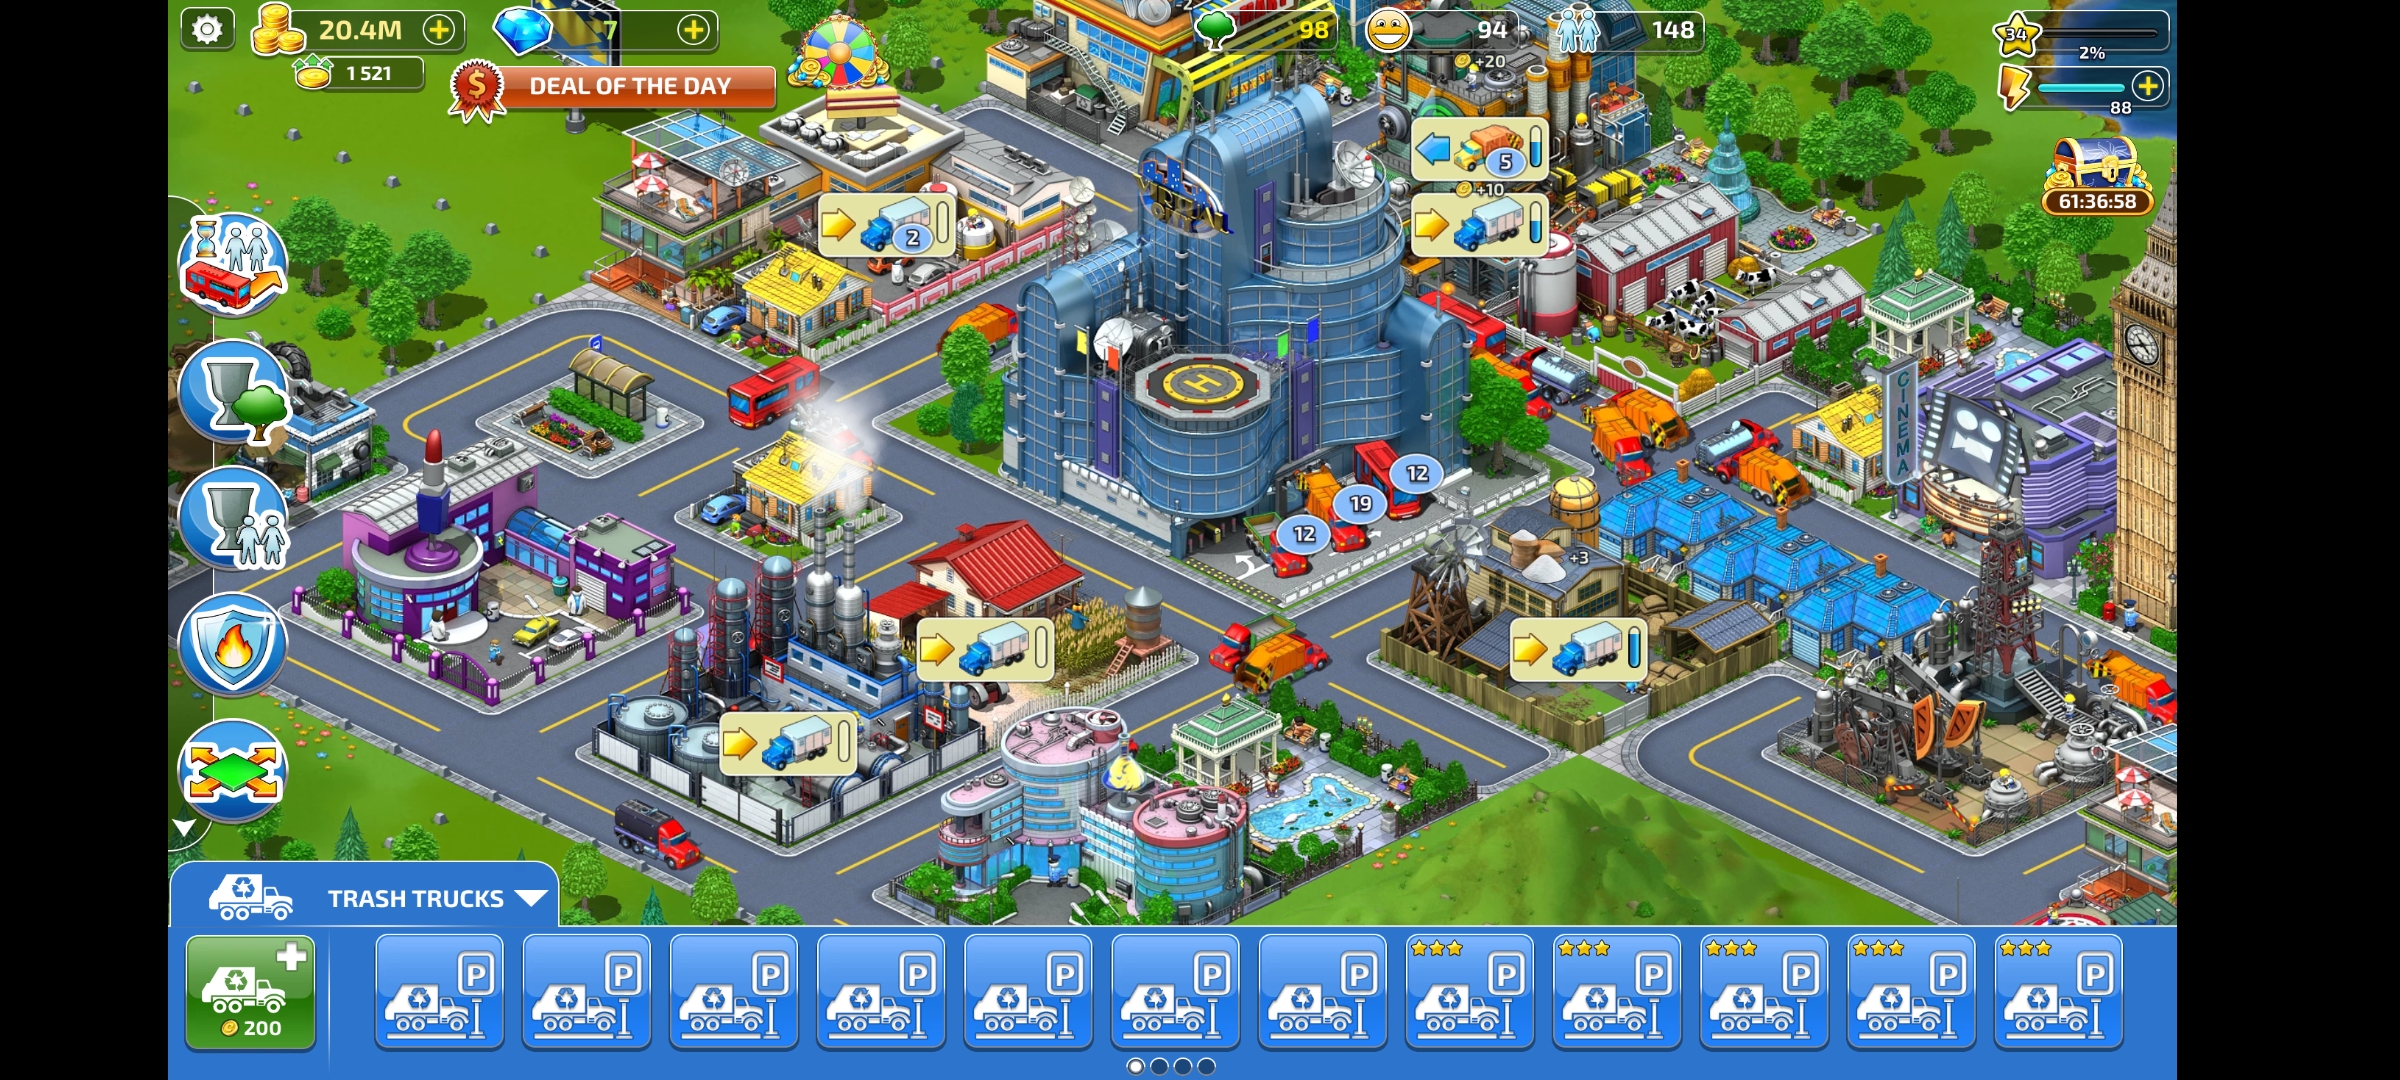 20.4M
7
98
94
148
34
2%
1 521
DEAL OF THE DAY
+20
88
5
+10
2
61:36:58
H
CINEMA
12
19
12
+3
TRASH TRUCKS
200
P
P
P
P
P
P
P
P
P
P
P
P